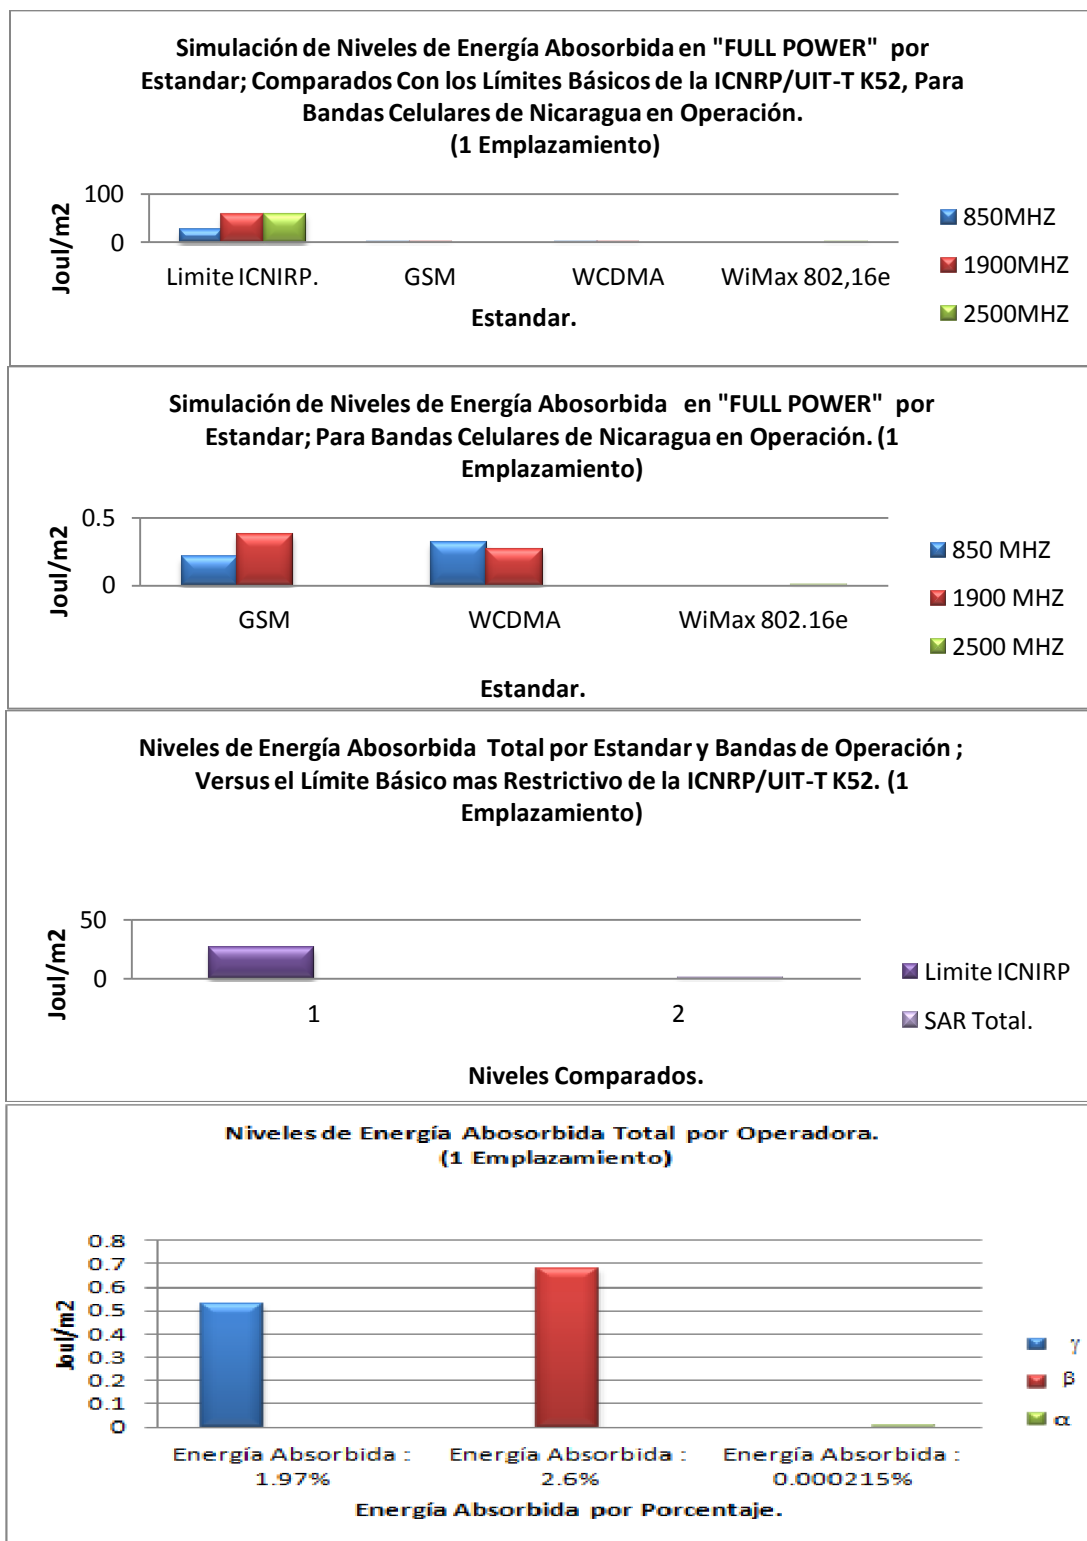 Simulación de Niveles de Energía Abosorbida en "FULL POWER" por
Estandar; Comparados Con los Límites Básicos de la ICNRP/UIT-T K52, Para
Bandas Celulares de Nicaragua en Operación.
(1 Emplazamiento)
Joul/m2
100
0
Limite ICNIRP.
GSM
WCDMA
WiMax 802,16e
Estandar.
850MHZ
1900MHZ
2500MHZ
Simulación de Niveles de Energía Abosorbida en "FULL POWER" por
Estandar; Para Bandas Celulares de Nicaragua en Operación. (1
Emplazamiento)
Joul/m2
0.5
0
GSM
WCDMA
WiMax 802.16e
Estandar.
850 MHZ
1900 MHZ
2500 MHZ
Niveles de Energía Abosorbida Total por Estandar y Bandas de Operación ;
Versus el Límite Básico mas Restrictivo de la ICNRP/UIT-T K52. (1
Emplazamiento)
Joul/m2
50
0
1
2
Niveles Comparados.
Limite ICNIRP
SAR Total.
Niveles de Energía Abosorbida Total por Operadora.
(1 Emplazamiento)
Joul/m2
0.8
0.7
0.6
0.5
0.4
0.3
0.2
0.1
0
Energía Absorbida :
1.97%
Energía Absorbida :
2.6%
Energía Absorbida :
0.000215%
Energía Absorbida por Porcentaje.
γ
β
α